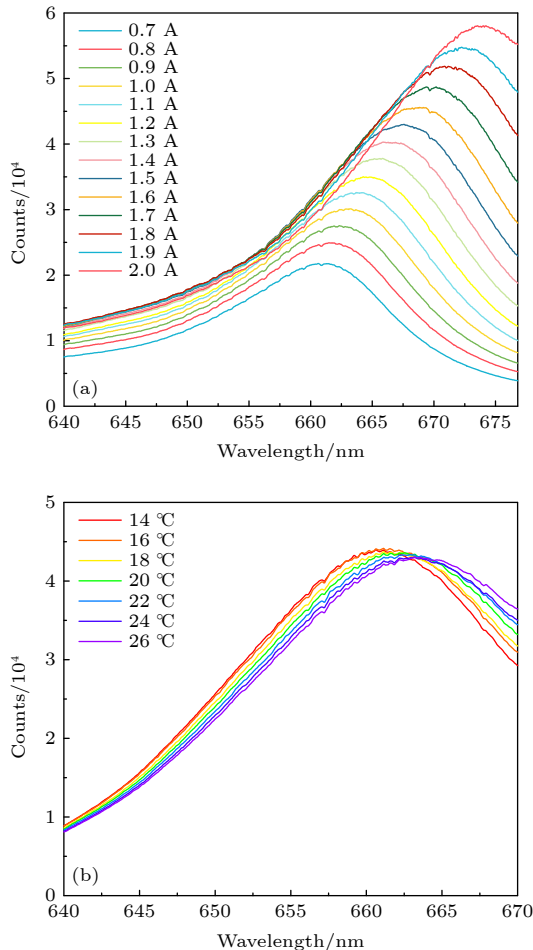 6
5
4
3
2
1
0
Counts/10⁴
0.7 A
0.8 A
0.9 A
1.0 A
1.1 A
1.2 A
1.3 A
1.4 A
1.5 A
1.6 A
1.7 A
1.8 A
1.9 A
2.0 A
(a)
640 645 650 655 660 665 670 675
Wavelength/nm
5
4
3
2
1
0
Counts/10⁴
14 ℃
16 ℃
18 ℃
20 ℃
22 ℃
24 ℃
26 ℃
(b)
640 645 650 655 660 665 670
Wavelength/nm